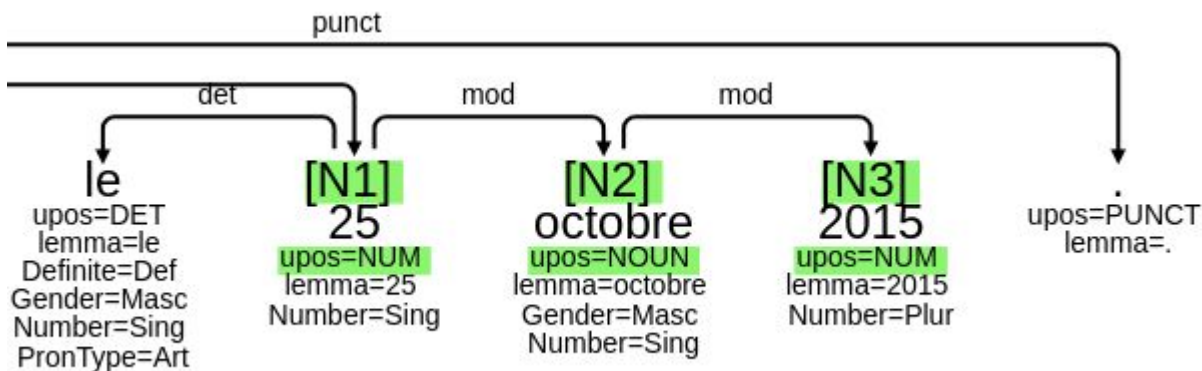 punct
det
mod
mod
le
upos=DET
lemma=le
Definite=Def
Gender=Masc
Number=Sing
PronType=Art
[N1]
25
upos=NUM
lemma=25
Number=Sing
[N2]
octobre
upos=NOUN
lemma=octobre
Gender=Masc
Number=Sing
[N3]
2015
upos=NUM
lemma=2015
Number=Plur
.
upos=PUNCT
lemma=.